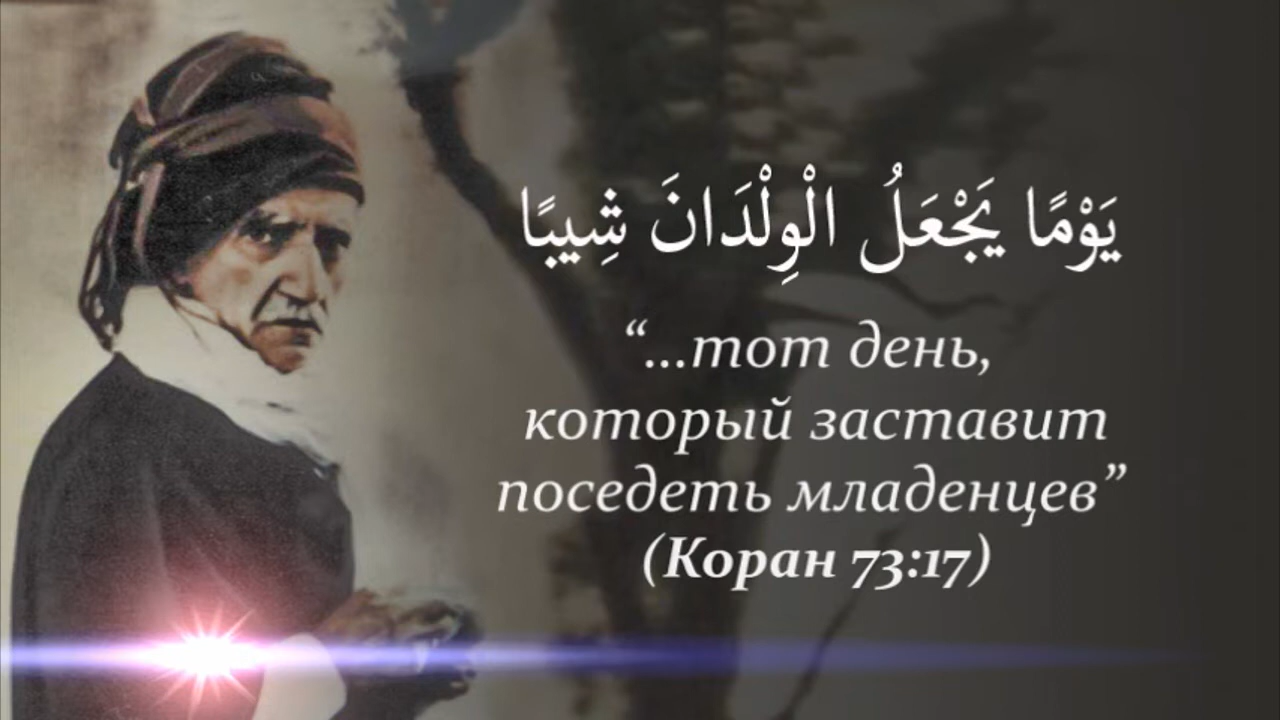 يَوْمًا يَجْعَلُ الْوِلْدَانَ شِيبًا
“...тот день,
который заставит
поседеть младенцев”
(Коран 73:17)